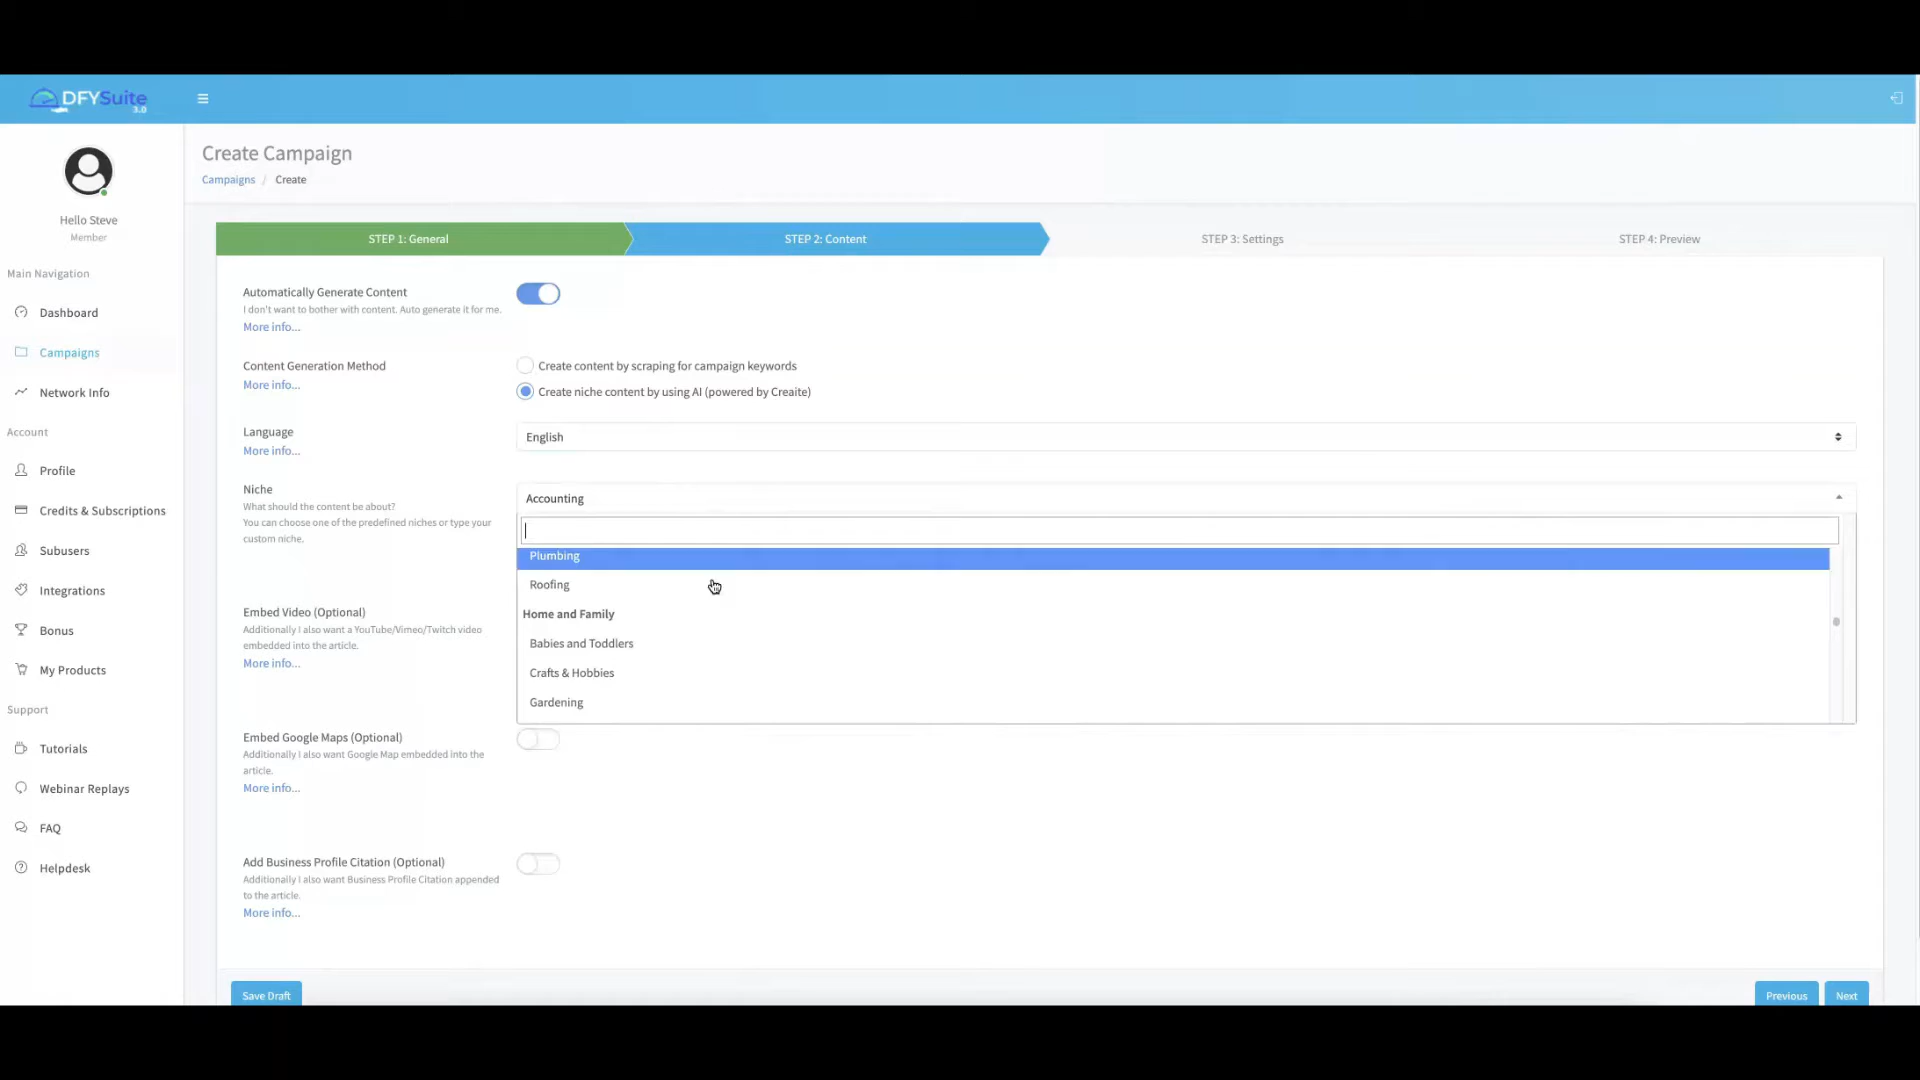 DFYSuite
3.0
Hello Steve
Member
Main Navigation
Dashboard
Campaigns
Network Info
Account
Profile
Credits & Subscriptions
Subusers
Integrations
Bonus
My Products
Support
Tutorials
Webinar Replays
FAQ
Helpdesk
Create Campaign
Campaigns / Create
STEP 1: General
STEP 2: Content
STEP 3: Settings
STEP 4: Preview
Automatically Generate Content
I don't want to bother with content. Auto generate it for me.
More info...
Content Generation Method
More info...
Create content by scraping for campaign keywords
Create niche content by using AI (powered by Creaite)
Language
More info...
English
Niche
What should the content be about?
You can choose one of the predefined niches or type your
custom niche.
Accounting
Plumbing
Roofing
Home and Family
Babies and Toddlers
Crafts & Hobbies
Gardening
Embed Video (Optional)
Additionally I also want a YouTube/Vimeo/Twitch video
embedded into the article.
More info...
Embed Google Maps (Optional)
Additionally I also want Google Map embedded into the
article.
More info...
Add Business Profile Citation (Optional)
Additionally I also want Business Profile Citation appended
to the article.
More info...
Save Draft
Previous
Next